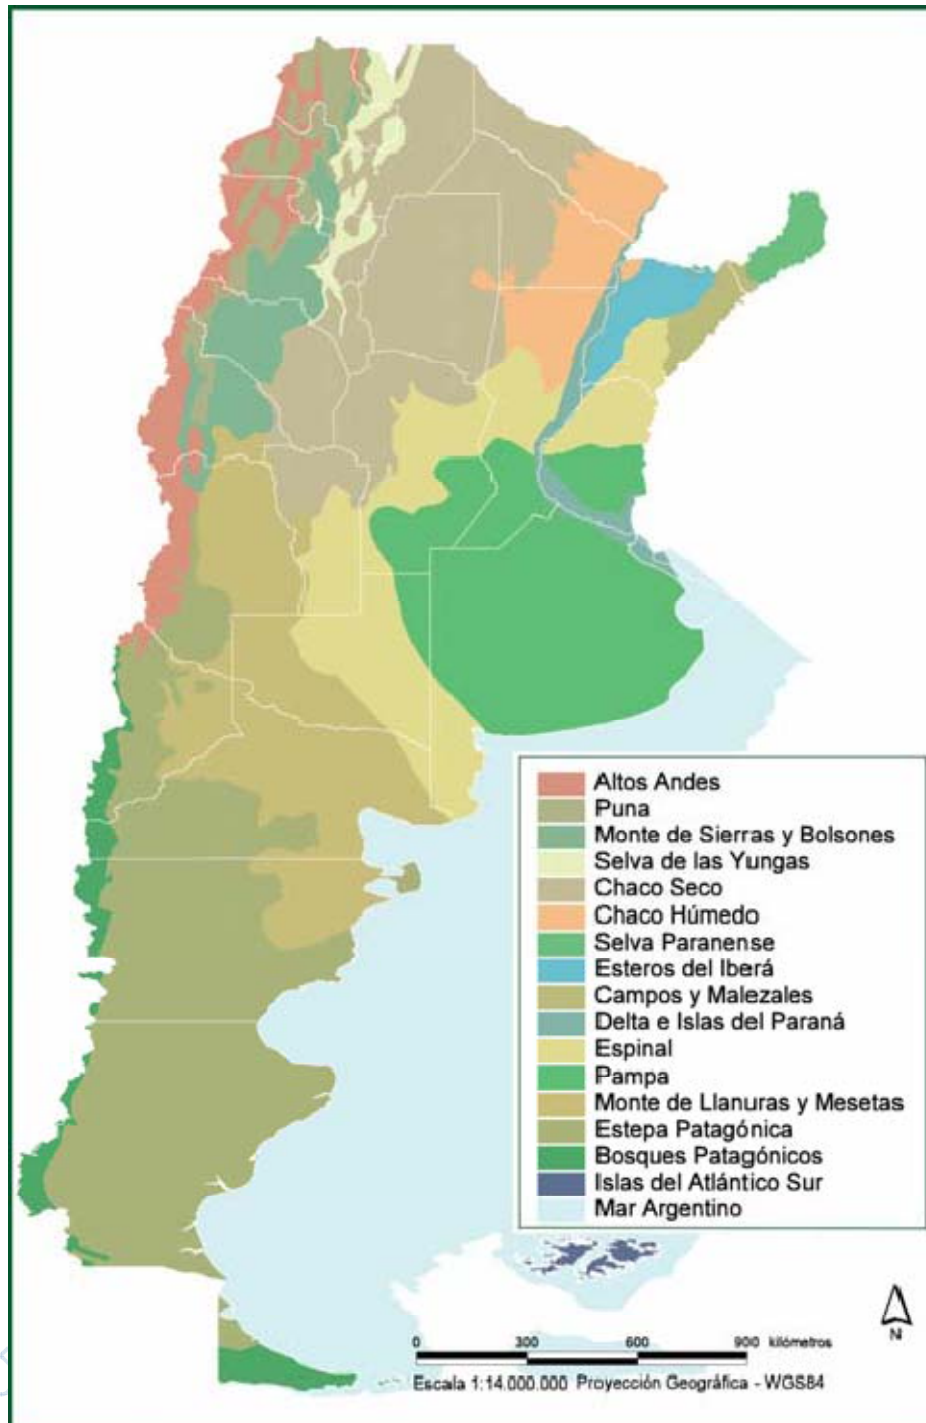 Altos Andes
Puna
Monte de Sierras y Bolsones
Selva de las Yungas
Chaco Seco
Chaco Húmedo
Selva Paranense
Esteros del Iberá
Campos y Malezales
Delta e Islas del Paraná
Espinal
Pampa
Monte de Llanuras y Mesetas
Estepa Patagónica
Bosques Patagónicos
Islas del Atlántico Sur
Mar Argentino
N
0 300 600 900 kilómetros
Escala 1:14.000.000 Proyección Geográfica - WGS84